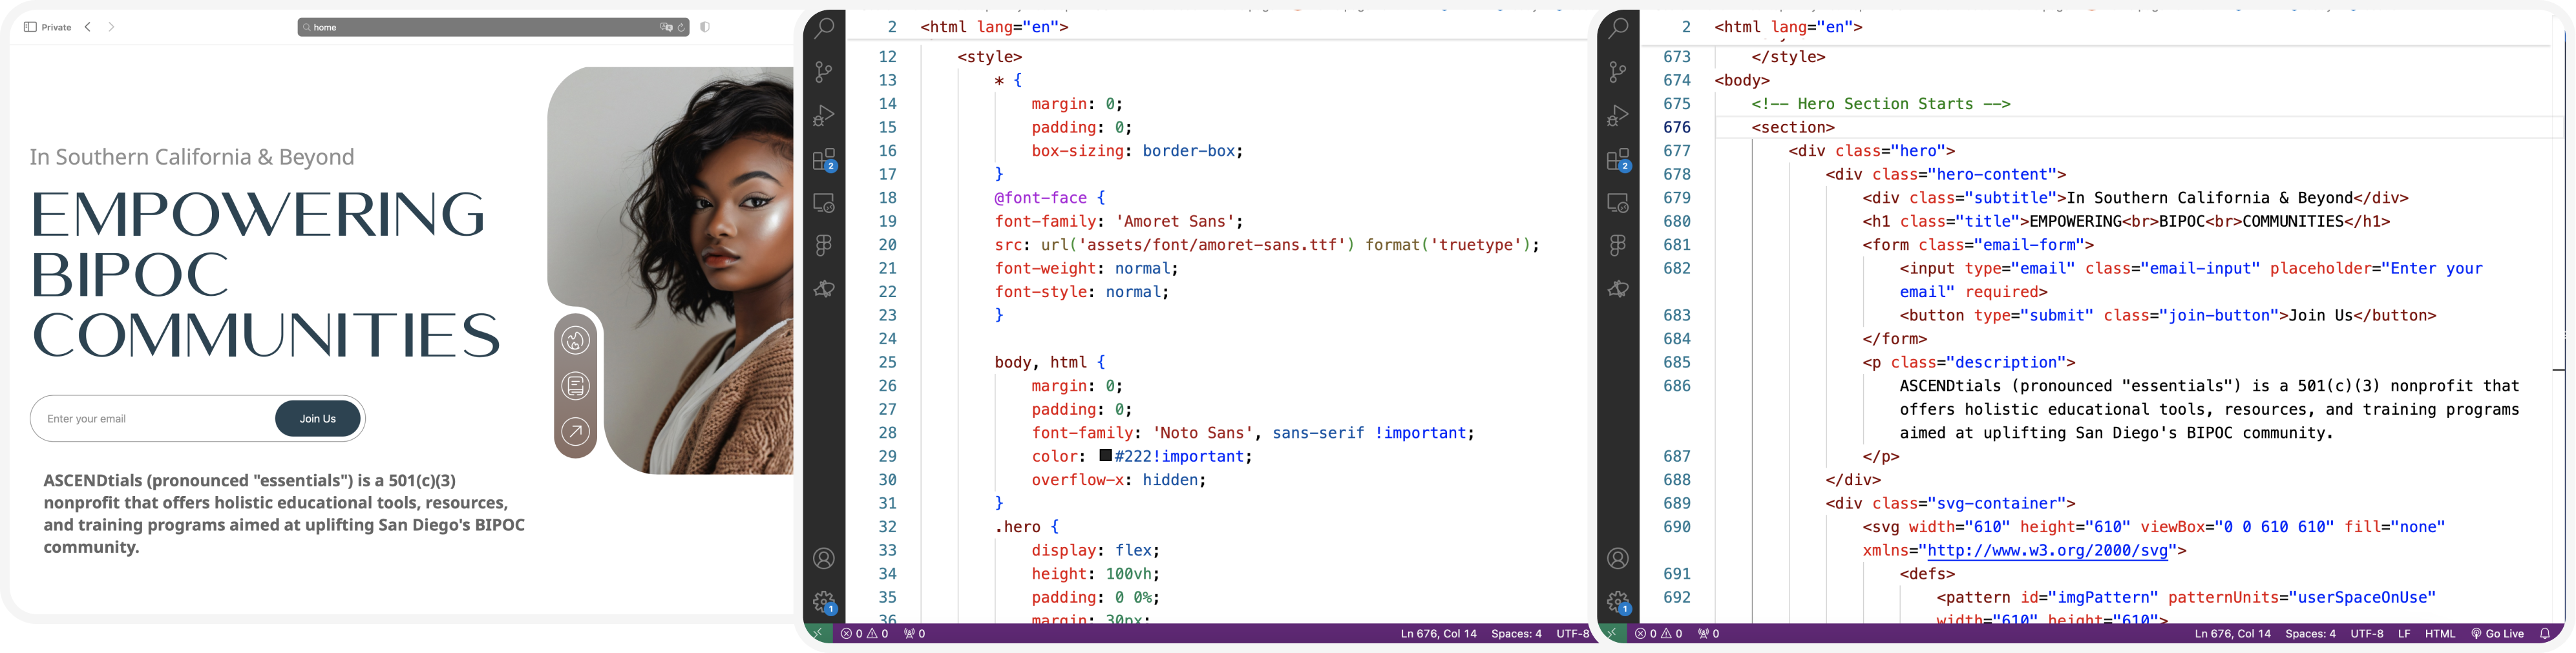 Private
home
In Southern California & Beyond
EMPOWERING
BIPOC
COMMUNITIES
Enter your email
Join Us
ASCENDtials (pronounced "essentials") is a 501(c)(3)
nonprofit that offers holistic educational tools, resources,
and training programs aimed at uplifting San Diego's BIPOC
community.
2 <html lang="en">
12 <style>
13 * {
14 margin: 0;
15 padding: 0;
16 box-sizing: border-box;
17 }
18 @font-face {
19 font-family: 'Amoret Sans';
20 src: url('assets/font/amoret-sans.ttf') format('truetype');
21 font-weight: normal;
22 font-style: normal;
23 }
24
25 body, html {
26 margin: 0;
27 padding: 0;
28 font-family: 'Noto Sans', sans-serif !important;
29 color: #222!important;
30 overflow-x: hidden;
31 }
32 .hero {
33 display: flex;
34 height: 100vh;
35 padding: 0 0%;
36 margin: 30px;
2
1
0 0 0
Ln 676, Col 14 Spaces: 4 UTF-8
2 <html lang="en">
673 </style>
674 <body>
675 <!-- Hero Section Starts -->
676 <section>
677 <div class="hero">
678 <div class="hero-content">
679 <div class="subtitle">In Southern California & Beyond</div>
680 <h1 class="title">EMPOWERING<br>BIPOC<br>COMMUNITIES</h1>
681 <form class="email-form">
682 <input type="email" class="email-input" placeholder="Enter your
email" required>
683 <button type="submit" class="join-button">Join Us</button>
684 </form>
685 <p class="description">
686 ASCENDtials (pronounced "essentials") is a 501(c)(3) nonprofit that
offers holistic educational tools, resources, and training programs
aimed at uplifting San Diego's BIPOC community.
687 </p>
688 </div>
689 <div class="svg-container">
690 <svg width="610" height="610" viewBox="0 0 610 610" fill="none"
xmlns="http://www.w3.org/2000/svg">
691 <defs>
692 <pattern id="imgPattern" patternUnits="userSpaceOnUse"
width="610" height="610">
2
1
0 0 0
Ln 676, Col 14 Spaces: 4 UTF-8 LF HTML Go Live